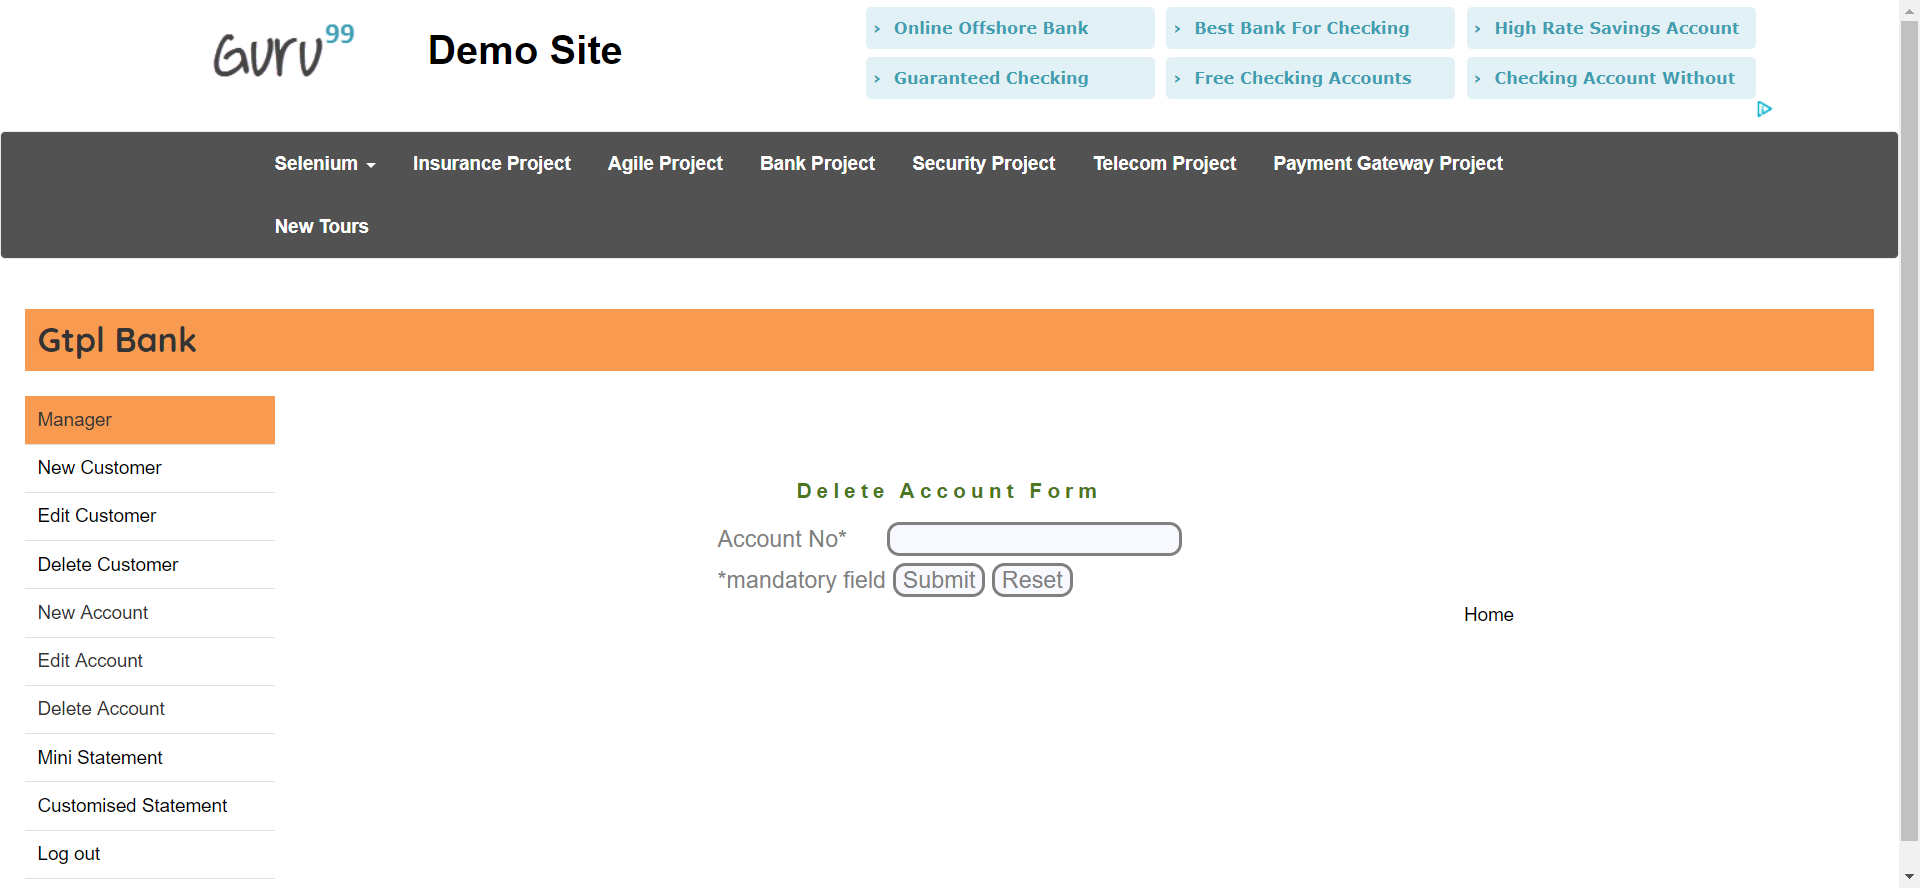 Guru99
Demo Site
› Online Offshore Bank
› Best Bank For Checking
› High Rate Savings Account
› Guaranteed Checking
› Free Checking Accounts
› Checking Account Without
Selenium
Insurance Project
Agile Project
Bank Project
Security Project
Telecom Project
Payment Gateway Project
New Tours
Gtpl Bank
Manager
New Customer
Edit Customer
Delete Customer
New Account
Edit Account
Delete Account
Mini Statement
Customised Statement
Log out
Delete Account Form
Account No*
*mandatory field Submit Reset
Home